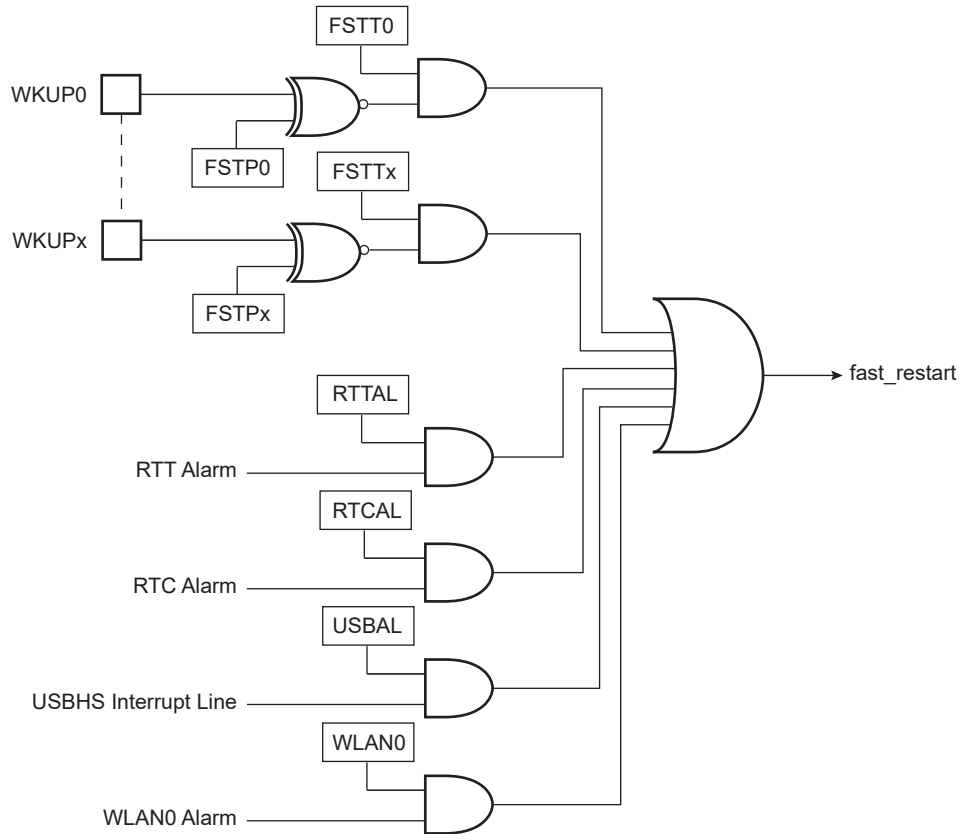 FSTT0
WKUP0
FSTP0
FSTTx
WKUPx
FSTPx
fast_restart
RTTAL
RTT Alarm
RTCAL
RTC Alarm
USBAL
USBHS Interrupt Line
WLAN0
WLAN0 Alarm